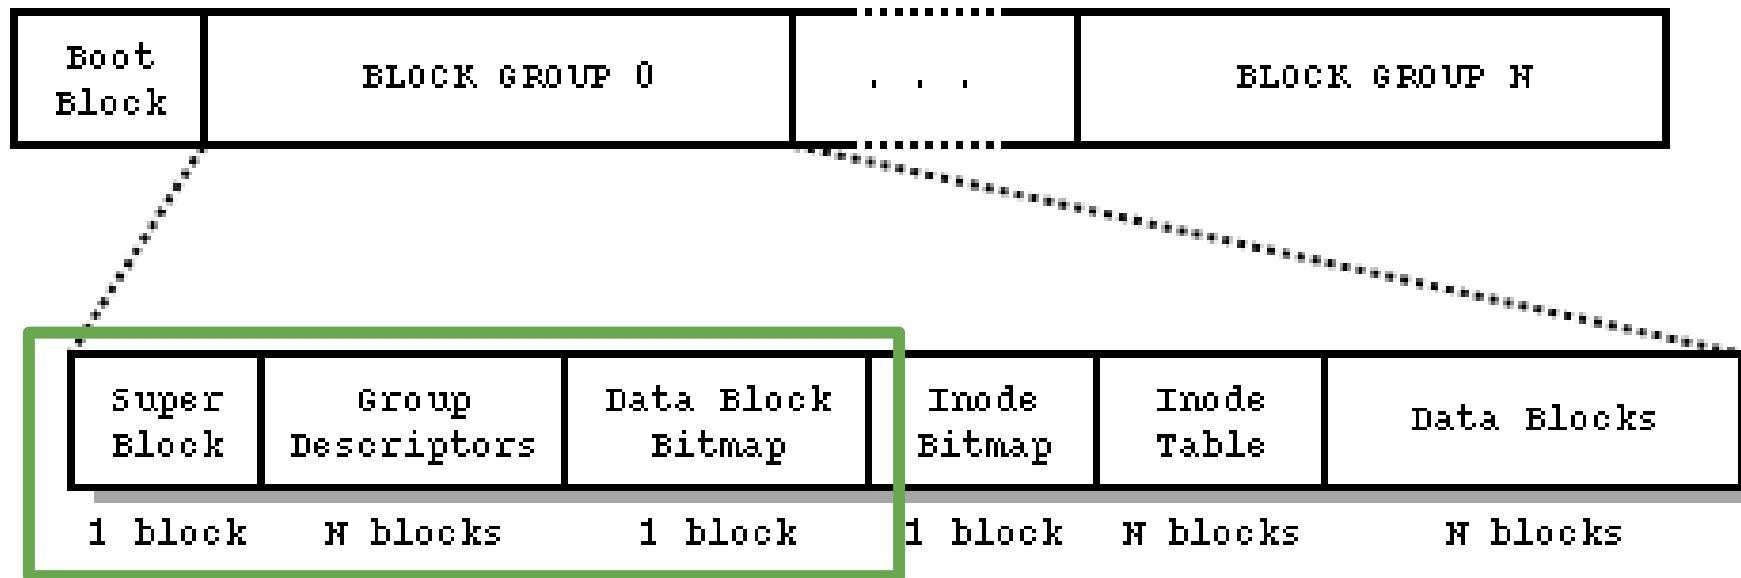 Boot
Block
BLOCK GROUP 0
. . .
BLOCK GROUP N
Super
Block
Group
Descriptors
Data Block
Bitmap
Inode
Bitmap
Inode
Table
Data Blocks
1 block
N blocks
1 block
1 block
N blocks
N blocks